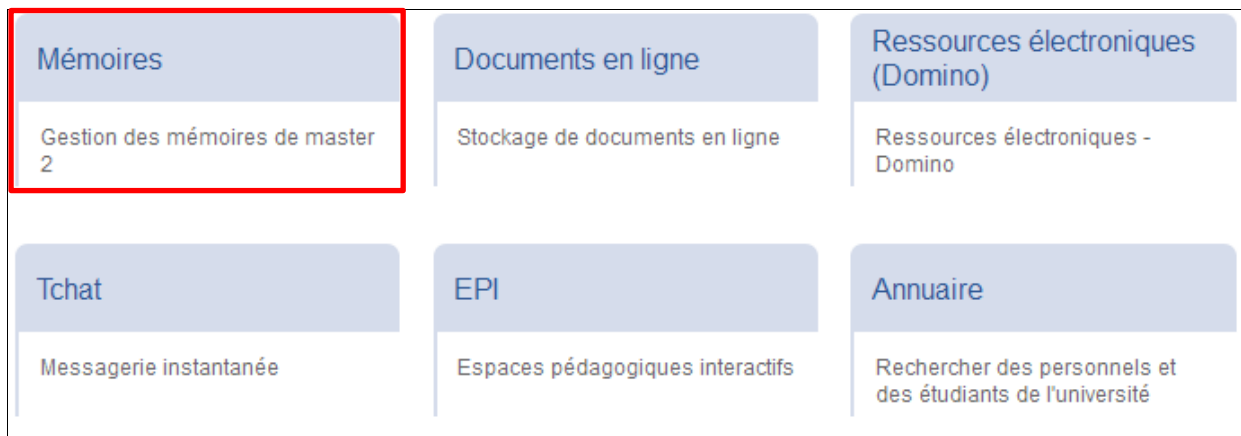 Mémoires
Gestion des mémoires de master
2
Documents en ligne
Stockage de documents en ligne
Ressources électroniques
(Domino)
Ressources électroniques -
Domino
Tchat
Messagerie instantanée
EPI
Espaces pédagogiques interactifs
Annuaire
Rechercher des personnels et
des étudiants de l'université